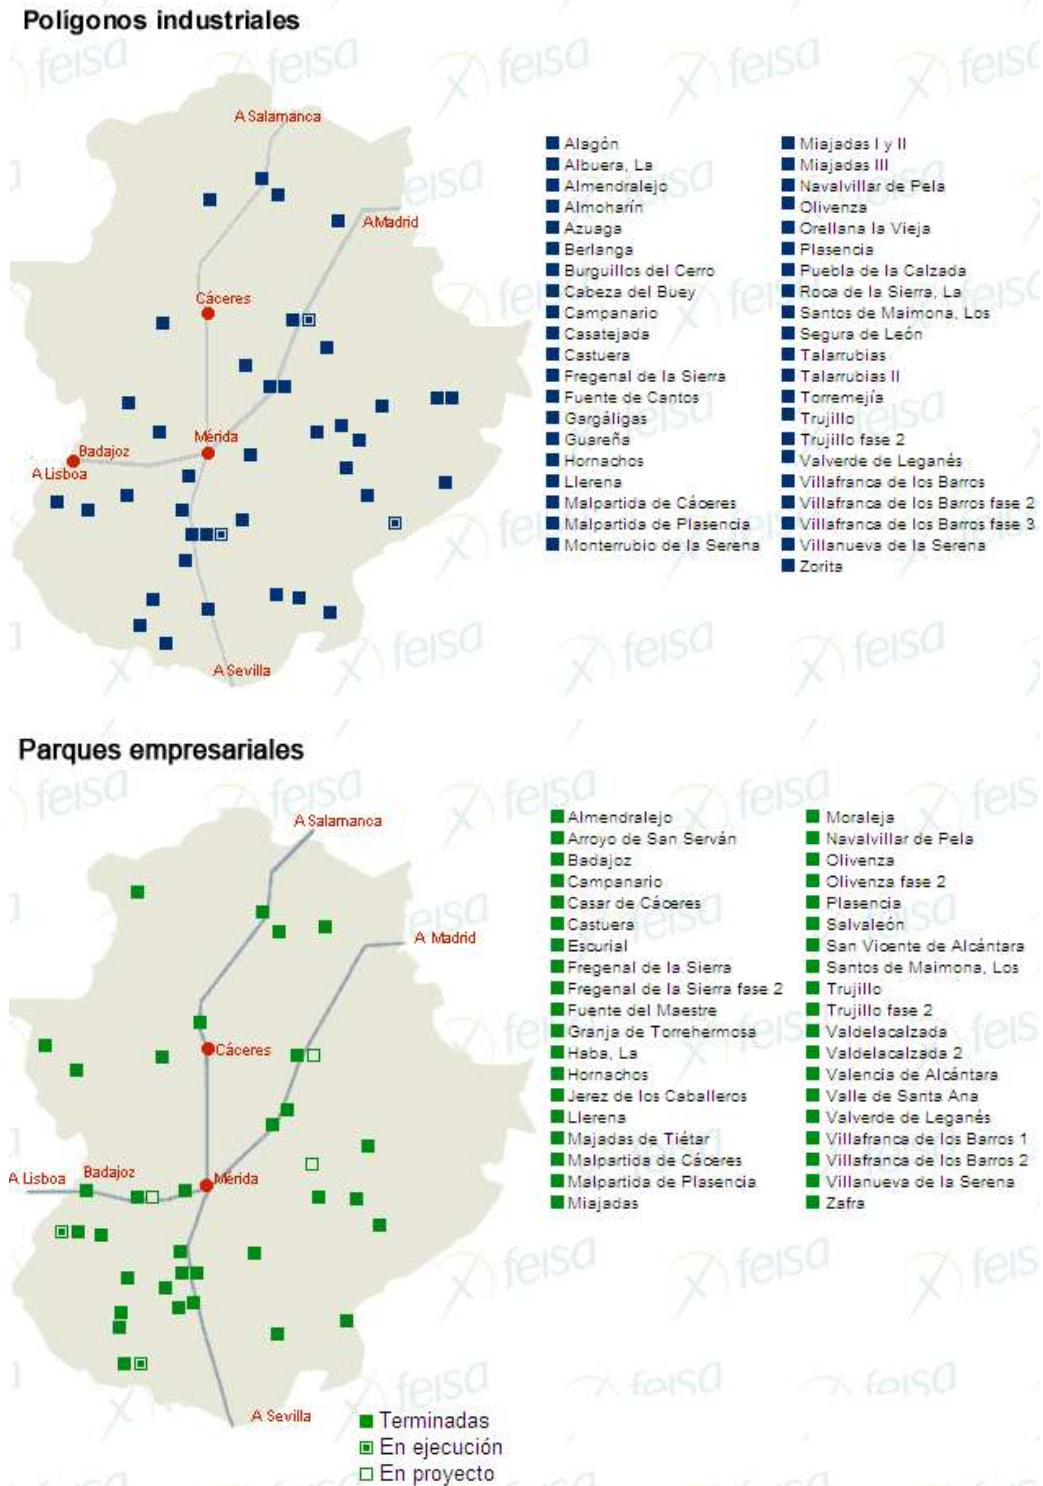 Polígonos industriales
A Salamanca
A Madrid
Cáceres
Mérida
Badajoz
A Lisboa
A Sevilla
Alagón
Albuera, La
Almendralejo
Almoharín
Azuaga
Berlanga
Burguillos del Cerro
Cabeza del Buey
Campanario
Casatejada
Castuera
Fregenal de la Sierra
Fuente de Cantos
Gargáligas
Guareña
Hornachos
Llerena
Malpartida de Cáceres
Malpartida de Plasencia
Monterrubio de la Serena
Miajadas I y II
Miajadas III
Navalvillar de Pela
Olivenza
Orellana la Vieja
Plasencia
Puebla de la Calzada
Roca de la Sierra, La
Santos de Maimona, Los
Segura de León
Talarrubias
Talarrubias II
Torremejía
Trujillo
Trujillo fase 2
Valverde de Leganés
Villafranca de los Barros
Villafranca de los Barros fase 2
Villafranca de los Barros fase 3
Villanueva de la Serena
Zorita
Parques empresariales
A Salamanca
A Madrid
Cáceres
Badajoz
Mérida
A Lisboa
A Sevilla
Terminadas
En ejecución
En proyecto
Almendralejo
Arroyo de San Serván
Badajoz
Campanario
Casar de Cáceres
Castuera
Escurial
Fregenal de la Sierra
Fregenal de la Sierra fase 2
Fuente del Maestre
Granja de Torrehermosa
Haba, La
Hornachos
Jerez de los Caballeros
Llerena
Majadas de Tiétar
Malpartida de Cáceres
Malpartida de Plasencia
Miajadas
Moraleja
Navalvillar de Pela
Olivenza
Olivenza fase 2
Plasencia
Salvaleón
San Vicente de Alcántara
Santos de Maimona, Los
Trujillo
Trujillo fase 2
Valdelacalzada
Valdelacalzada 2
Valencia de Alcántara
Valle de Santa Ana
Valverde de Leganés
Villafranca de los Barros 1
Villafranca de los Barros 2
Villanueva de la Serena
Zafra